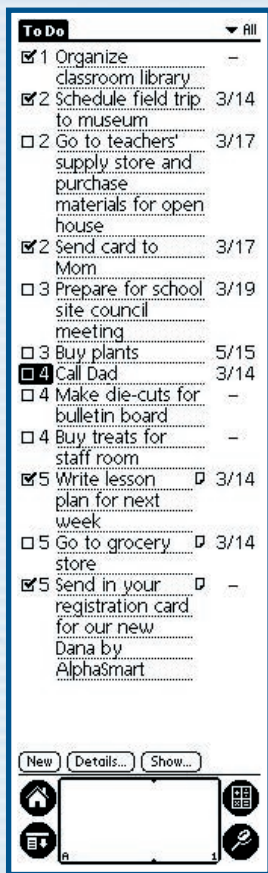 To Do All
1 Organize –
classroom library
2 Schedule field trip 3/14
to museum
2 Go to teachers' 3/17
supply store and
purchase
materials for open
house
2 Send card to 3/17
Mom
3 Prepare for school 3/19
site council
meeting
3 Buy plants 5/15
4 Call Dad 3/14
4 Make die-cuts for –
bulletin board
4 Buy treats for –
staff room
5 Write lesson 3/14
plan for next
week
5 Go to grocery 3/14
store
5 Send in your –
registration card
for our new
Dana by
AlphaSmart
New Details... Show...
A 1